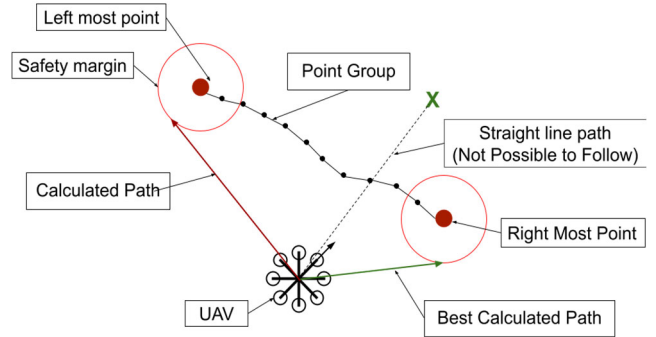 Left most point
Safety margin
Point Group
X
Straight line path
(Not Possible to Follow)
Calculated Path
Right Most Point
UAV
Best Calculated Path